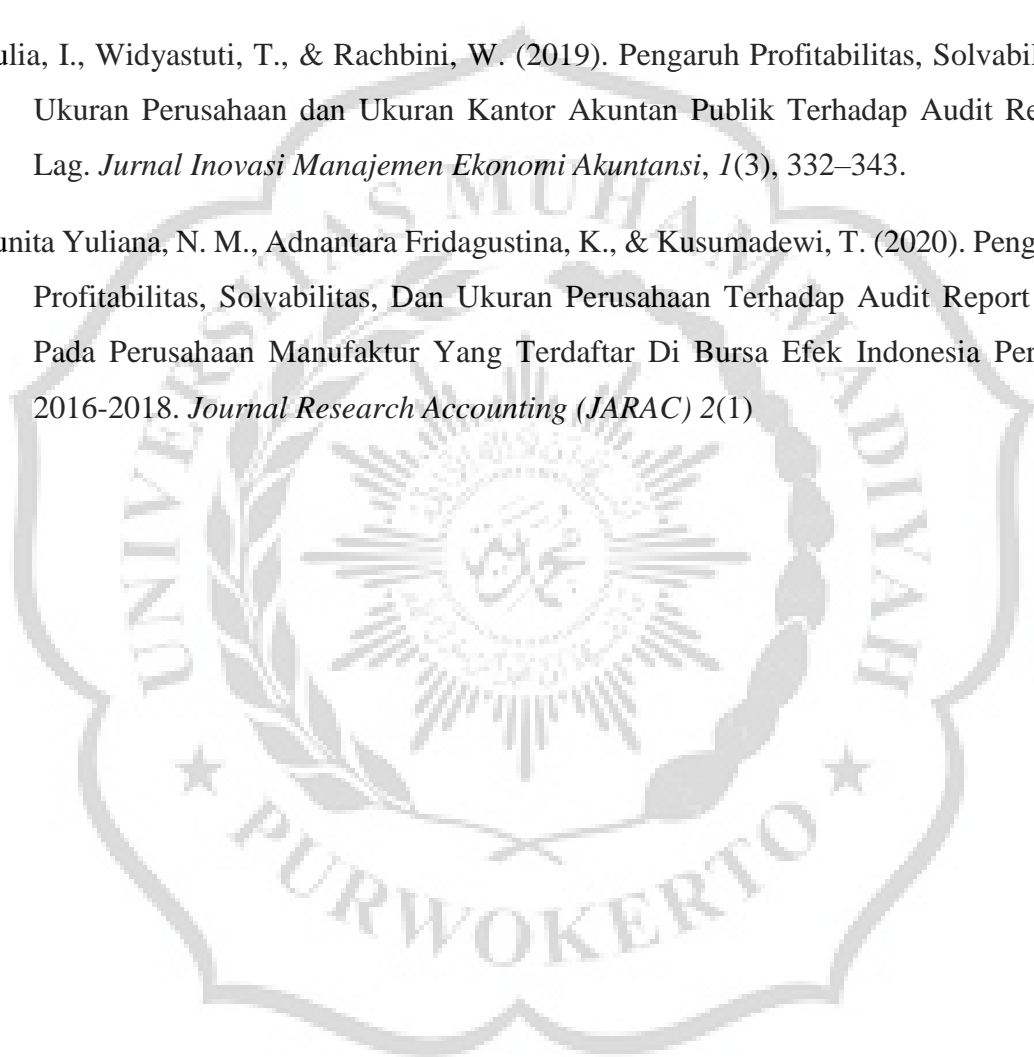 ulia, I., Widyastuti, T., & Rachbini, W. (2019). Pengaruh Profitabilitas, Solvabil
Ukuran Perusahaan dan Ukuran Kantor Akuntan Publik Terhadap Audit Re
Lag. Jurnal Inovasi Manajemen Ekonomi Akuntansi, 1(3), 332–343.
unita Yuliana, N. M., Adnantara Fridagustina, K., & Kusumadewi, T. (2020). Peng
Profitabilitas, Solvabilitas, Dan Ukuran Perusahaan Terhadap Audit Report
Pada Perusahaan Manufaktur Yang Terdaftar Di Bursa Efek Indonesia Per
2016-2018. Journal Research Accounting (JARAC) 2(1)
UNIVERSITAS MUHAMMADIYAH
PURWOKERTO